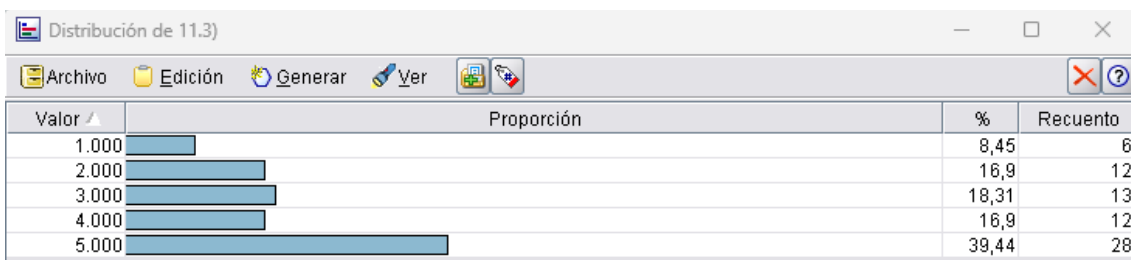 Distribución de 11.3)
Archivo Edición Generar Ver
Valor Proporción % Recuento
1.000 8,45 6
2.000 16,9 12
3.000 18,31 13
4.000 16,9 12
5.000 39,44 28